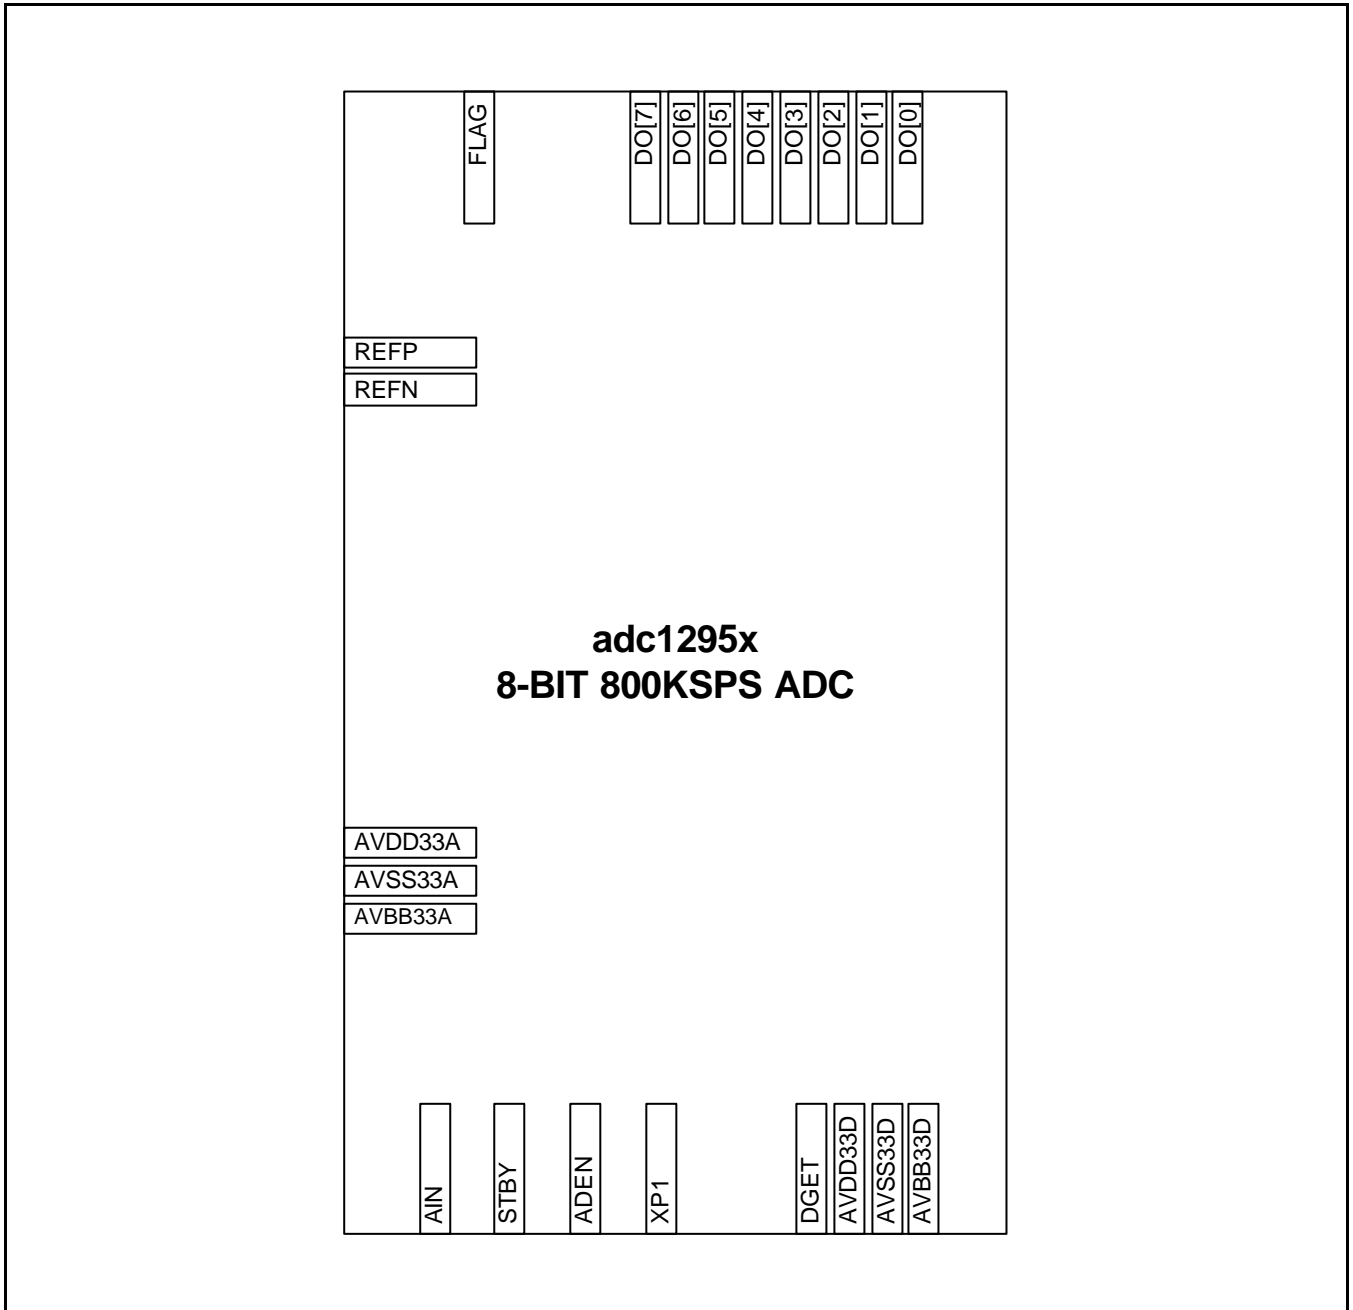 FLAG
DO[7]
DO[6]
DO[5]
DO[4]
DO[3]
DO[2]
DO[1]
DO[0]
REFP
REFN
adc1295x
8-BIT 800KSPS ADC
AVDD33A
AVSS33A
AVBB33A
AIN
STBY
ADEN
XP1
DGET
AVDD33D
AVSS33D
AVBB33D